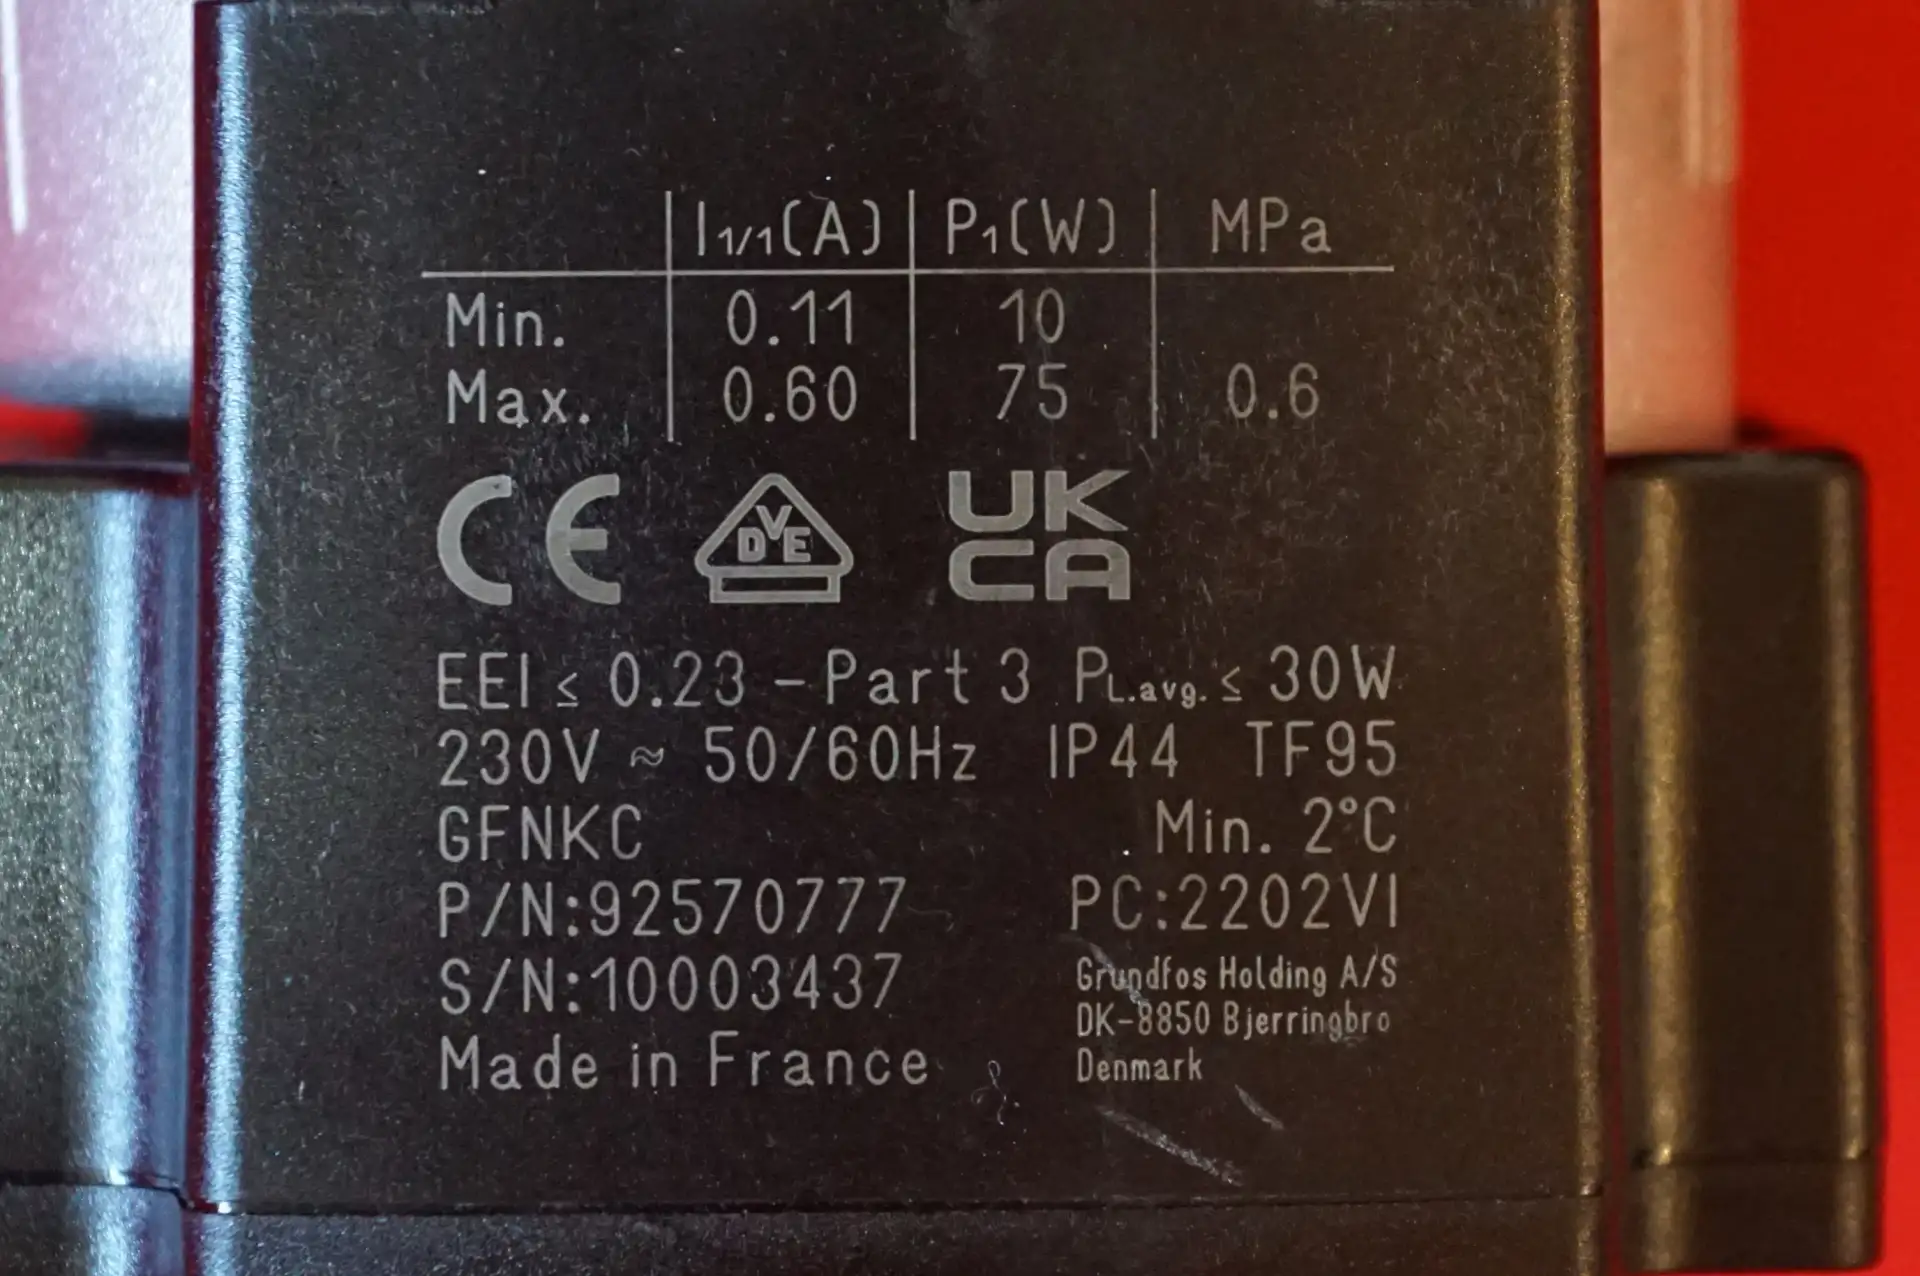 I1/1(A) P1(W) MPa
Min. 0.11 10
Max. 0.60 75 0.6
CE VDE UK
CA
EEI ≤ 0.23 – Part 3 PL.avg. ≤ 30W
230V ≈ 50/60Hz IP44 TF95
GFNKC Min. 2°C
P/N:92570777 PC:2202VI
S/N:10003437 Grundfos Holding A/S
DK-8850 Bjerringbro
Made in France Denmark